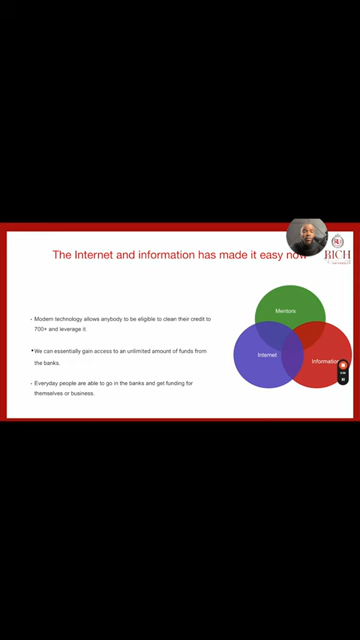 The Internet and information has made it easy now
BICH
- Modern technology allows anybody to be eligible to clean their credit to
700+ and leverage it.
•We can essentially gain access to an unlimited amount of funds from
the banks.
- Everyday people are able to go in the banks and get funding for
themselves or business.
Mentors
Internet
Information